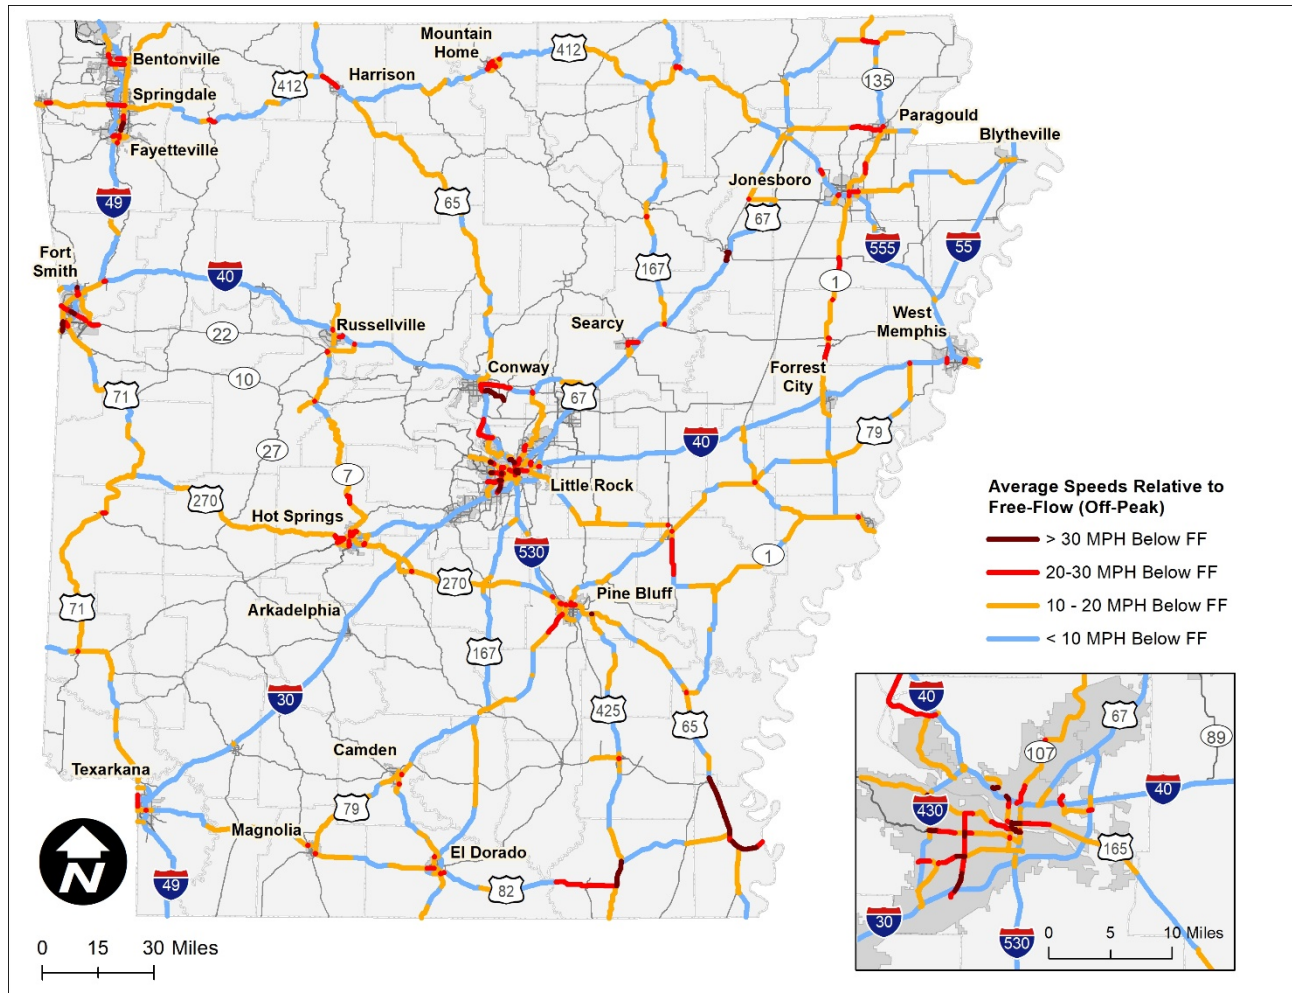 Mountain
Home
412
Bentonville
Harrison
412
Springdale
135
Paragould
Blytheville
Fayetteville
Jonesboro
49
65
67
555
55
Fort
Smith
40
167
1
22
Russellville
Searcy
West
Memphis
Conway
Forrest
City
10
71
67
79
27
40
7
Little Rock
270
Hot Springs
530
1
270
Pine Bluff
71
Arkadelphia
167
30
425
65
Camden
Texarkana
79
Magnolia
El Dorado
N
49
82
0 15 30 Miles
Average Speeds Relative to
Free-Flow (Off-Peak)
> 30 MPH Below FF
20-30 MPH Below FF
10 - 20 MPH Below FF
< 10 MPH Below FF
40
67
89
107
40
430
165
30
530
0 5 10 Miles